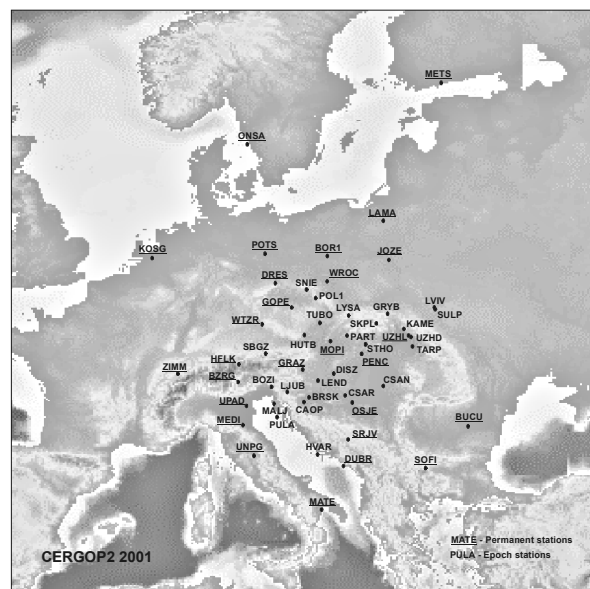 METS
ONSA
LAMA
KOSG
POTS
BOR1
JOZE
DRES
SNIE
WROC
POL1
GOPE
LYSA
GRYB
LVIV
SULP
WTZR
TUBO
SKPL
KAME
HUTB
MOPI
PART
UZHL
UZHD
STHO
TARP
SBGZ
PENC
ZIMM
HFLK
GRAZ
DISZ
BZRG
BOZI
LEND
CSAN
LJUB
BRSK
CSAR
UPAD
MALJ
CAOP
OSJE
PULA
MEDI
BUCU
SRJV
UNPG
HVAR
DUBR
SOFI
MATE
MATE - Permanent stations
PULA - Epoch stations
CERGOP2 2001